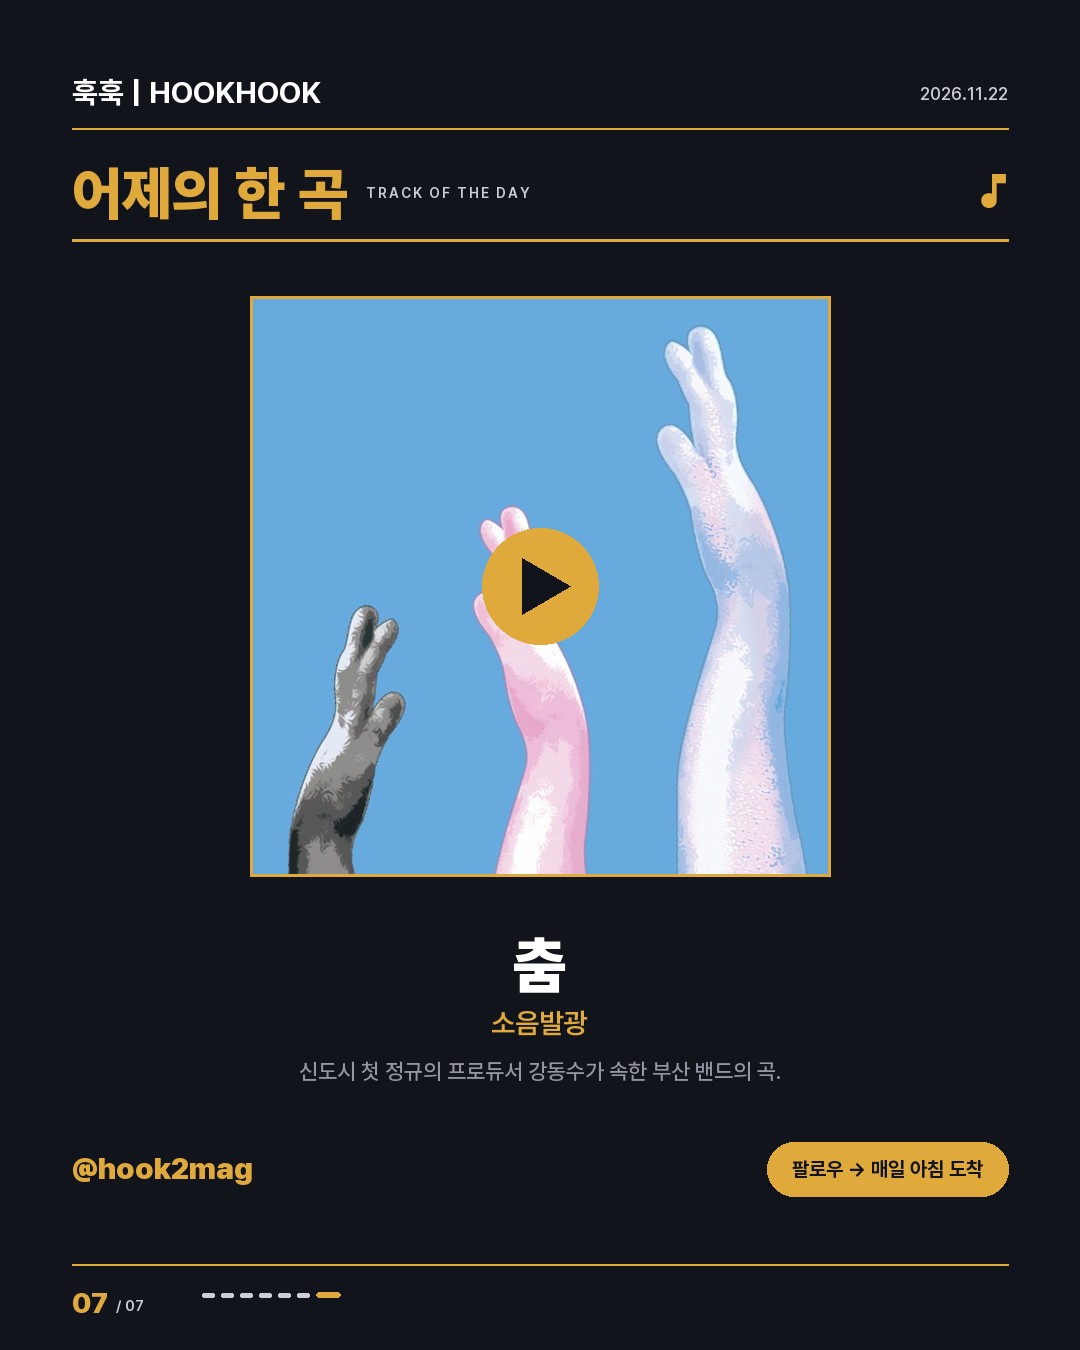 훅훅 | HOOKHOOK
2026.11.22
어제의 한 곡 TRACK OF THE DAY
춤
소음발광
신도시 첫 정규의 프로듀서 강동수가 속한 부산 밴드의 곡.
@hook2mag
팔로우 → 매일 아침 도착
07 / 07